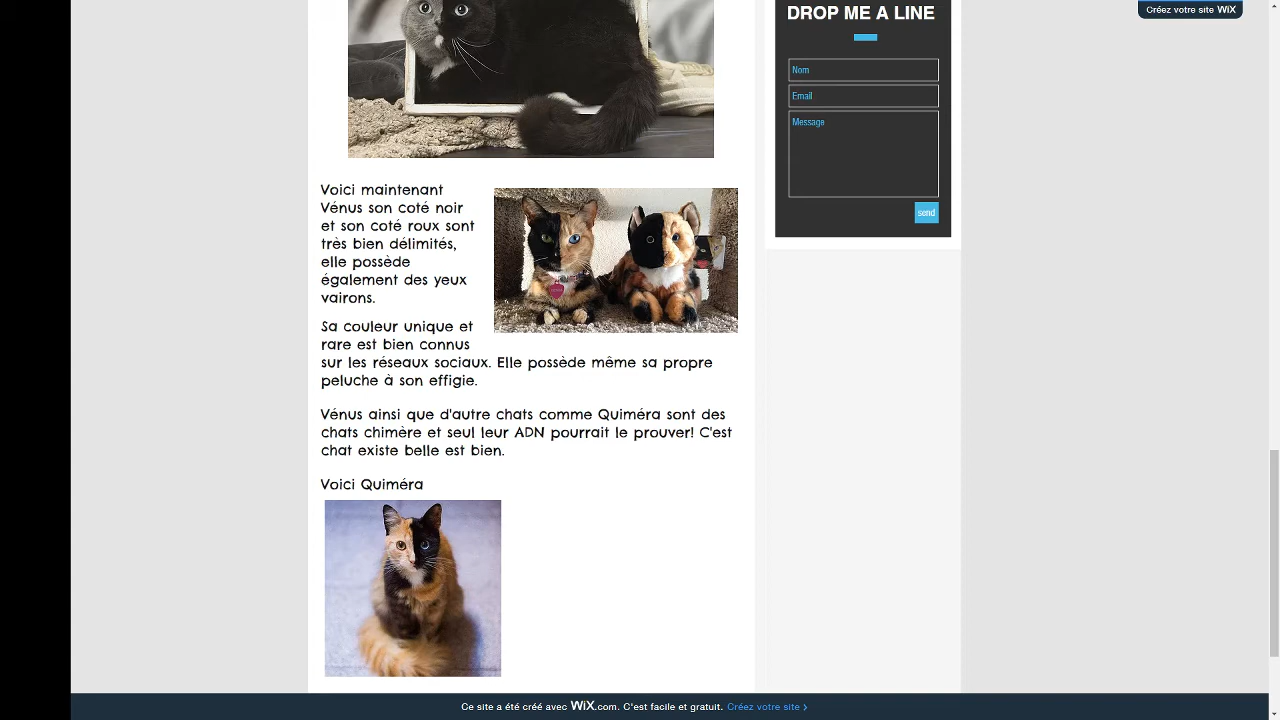 DROP ME A LINE
Créez votre site WiX
Nom
Email
Message
send
Voici maintenant
Vénus son coté noir
et son coté roux sont
très bien délimités,
elle possède
également des yeux
vairons.
Sa couleur unique et
rare est bien connus
sur les réseaux sociaux. Elle possède même sa propre
peluche à son effigie.
Vénus ainsi que d'autre chats comme Quiméra sont des
chats chimère et seul leur ADN pourrait le prouver! C'est
chat existe belle est bien.
Voici Quiméra
Ce site a été créé avec WiX.com. C'est facile et gratuit. Créez votre site >